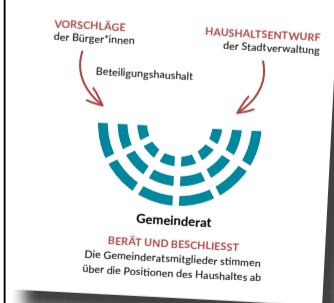 VORSCHLÄGE
der Bürger*innen
HAUSHALTSENTWURF
der Stadtverwaltung
Beteiligungshaushalt
Gemeinderat
BERÄT UND BESCHLIESST
Die Gemeinderatsmitglieder stimmen
über die Positionen des Haushaltes ab